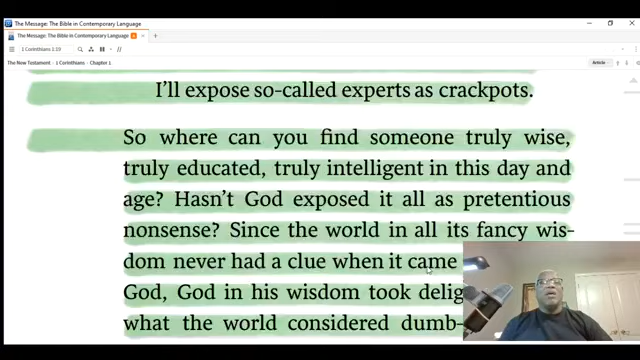 The Message: The Bible in Contemporary Language
The Message: The Bible in Contemporary Language
1 Corinthians 1:19
The New Testament 1 Corinthians Chapter 1
Article
I’ll expose so-called experts as crackpots.
So where can you find someone truly wise,
truly educated, truly intelligent in this day and
age? Hasn’t God exposed it all as pretentious
nonsense? Since the world in all its fancy wis-
dom never had a clue when it came
God, God in his wisdom took delig
what the world considered dumb—